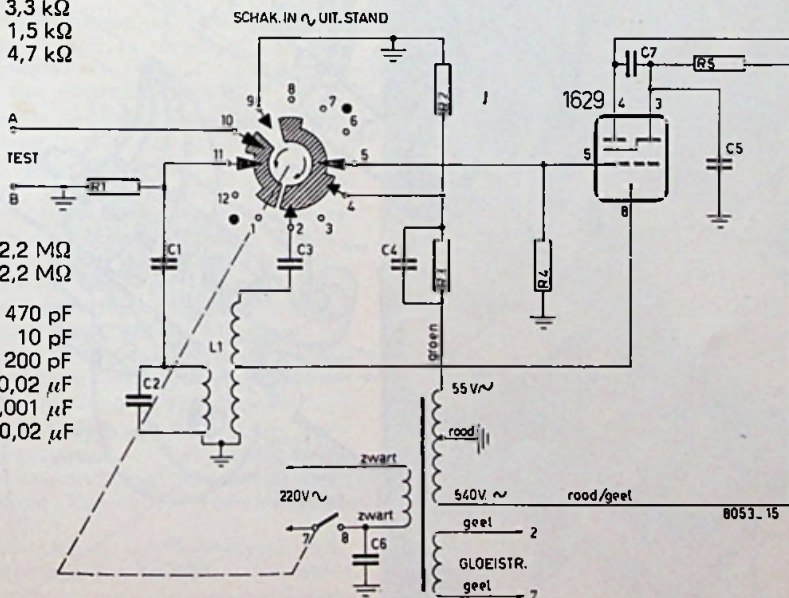 3,3 kΩ
1,5 kΩ
4,7 kΩ
2,2 MΩ
2,2 MΩ
470 pF
10 pF
200 pF
0,02 µF
,001 µF
0,02 µF
SCHAK. IN ∿ UIT. STAND
A
TEST
B
R1
C1
C2
L1
C3
1
2
3
4
5
6
7
8
9
10
11
12
R2
R3
C4
groen
R4
1629
4
3
5
8
C7
R5
C5
55V∿
rood
540V. ∿
rood/geel
8053_15
zwart
220V∿
zwart
7
8
C6
geel
2
GLOEISTR.
geel
7